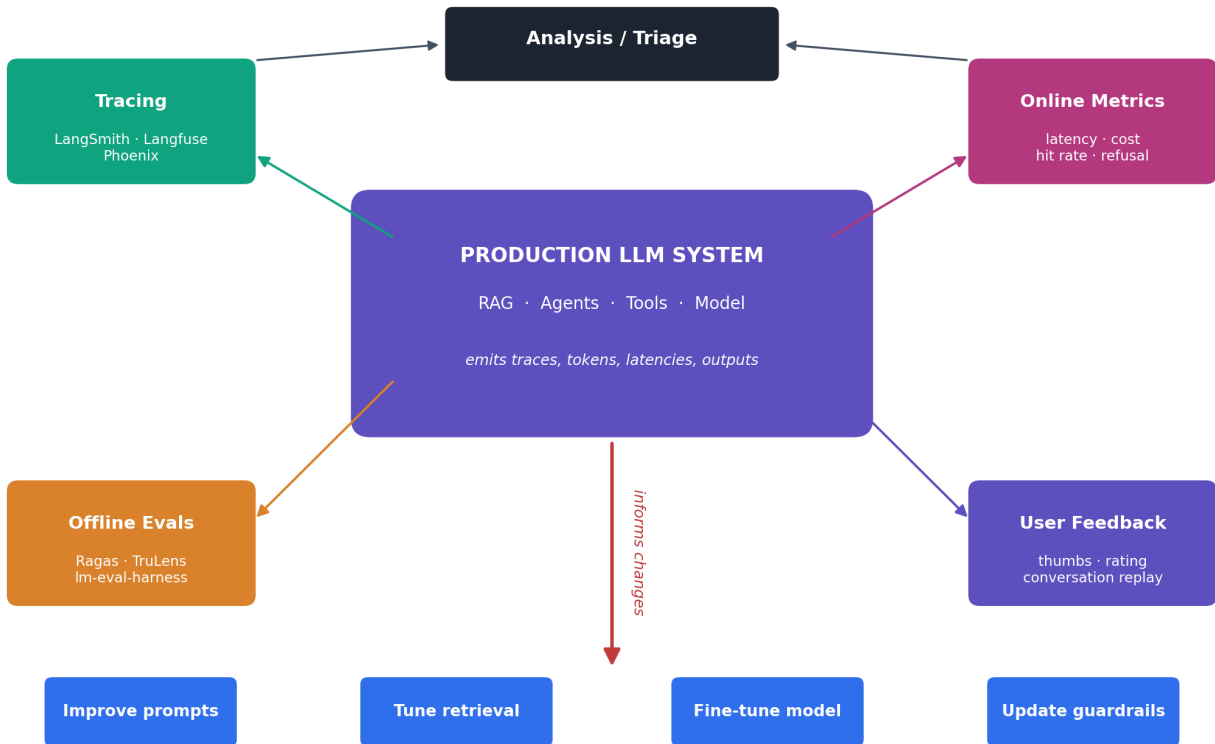 Analysis / Triage
Tracing
LangSmith · Langfuse
Phoenix
Online Metrics
latency · cost
hit rate · refusal
PRODUCTION LLM SYSTEM
RAG · Agents · Tools · Model
emits traces, tokens, latencies, outputs
Offline Evals
Ragas · TruLens
lm-eval-harness
informs changes
User Feedback
thumbs · rating
conversation replay
Improve prompts
Tune retrieval
Fine-tune model
Update guardrails